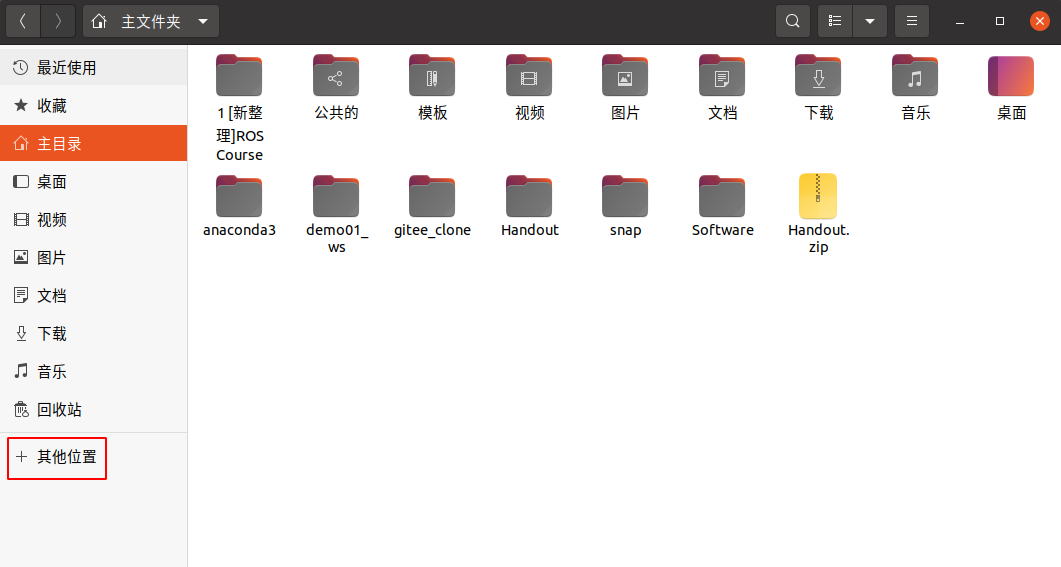 主文件夹
最近使用
收藏
主目录
桌面
视频
图片
文档
下载
音乐
回收站
其他位置
1 [新整
理]ROS
Course
公共的
模板
视频
图片
文档
下载
音乐
桌面
anaconda3
demo01_
ws
gitee_clone
Handout
snap
Software
Handout.
zip